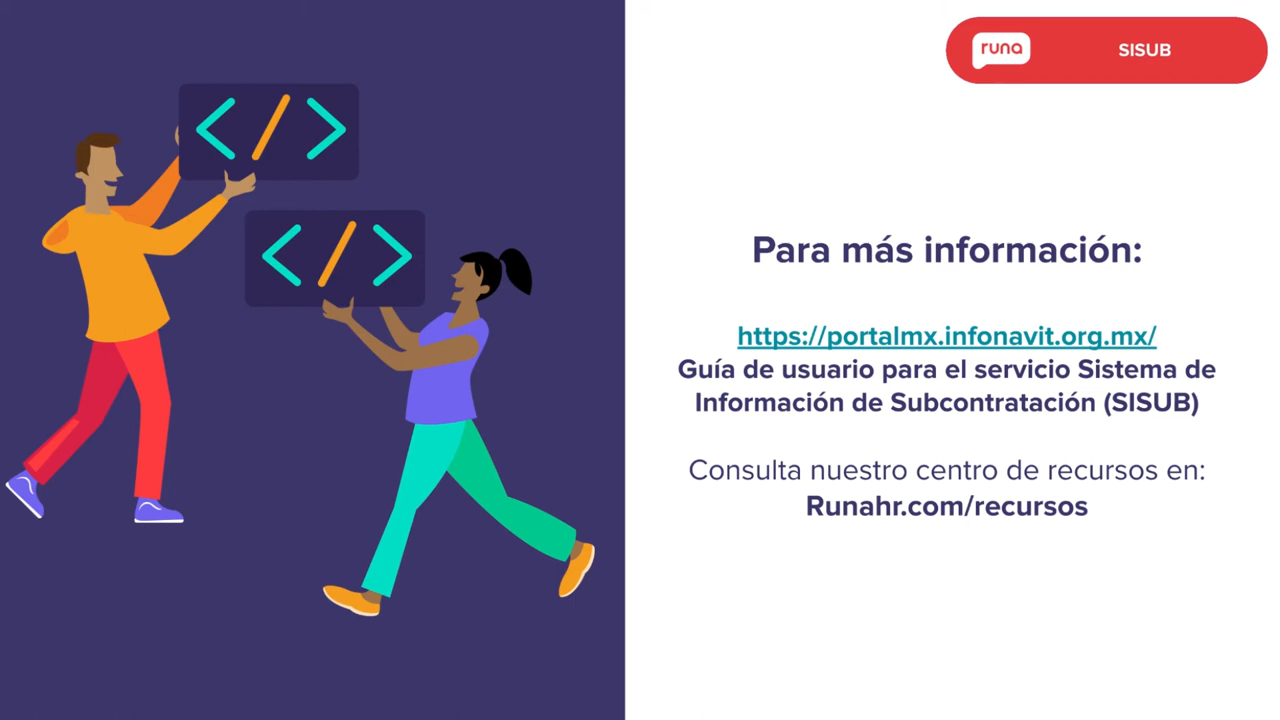 runa
SISUB
</>
</>
Para más información:
https://portalmx.infonavit.org.mx/
Guía de usuario para el servicio Sistema de
Información de Subcontratación (SISUB)
Consulta nuestro centro de recursos en:
Runahr.com/recursos